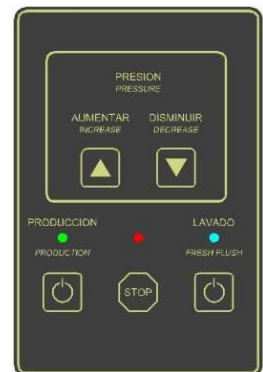 PRESION
PRESSURE
AUMENTAR DISMINUIR
INCREASE DECREASE
PRODUCCION LAVADO
PRODUCTION FRESH FLUSH
STOP